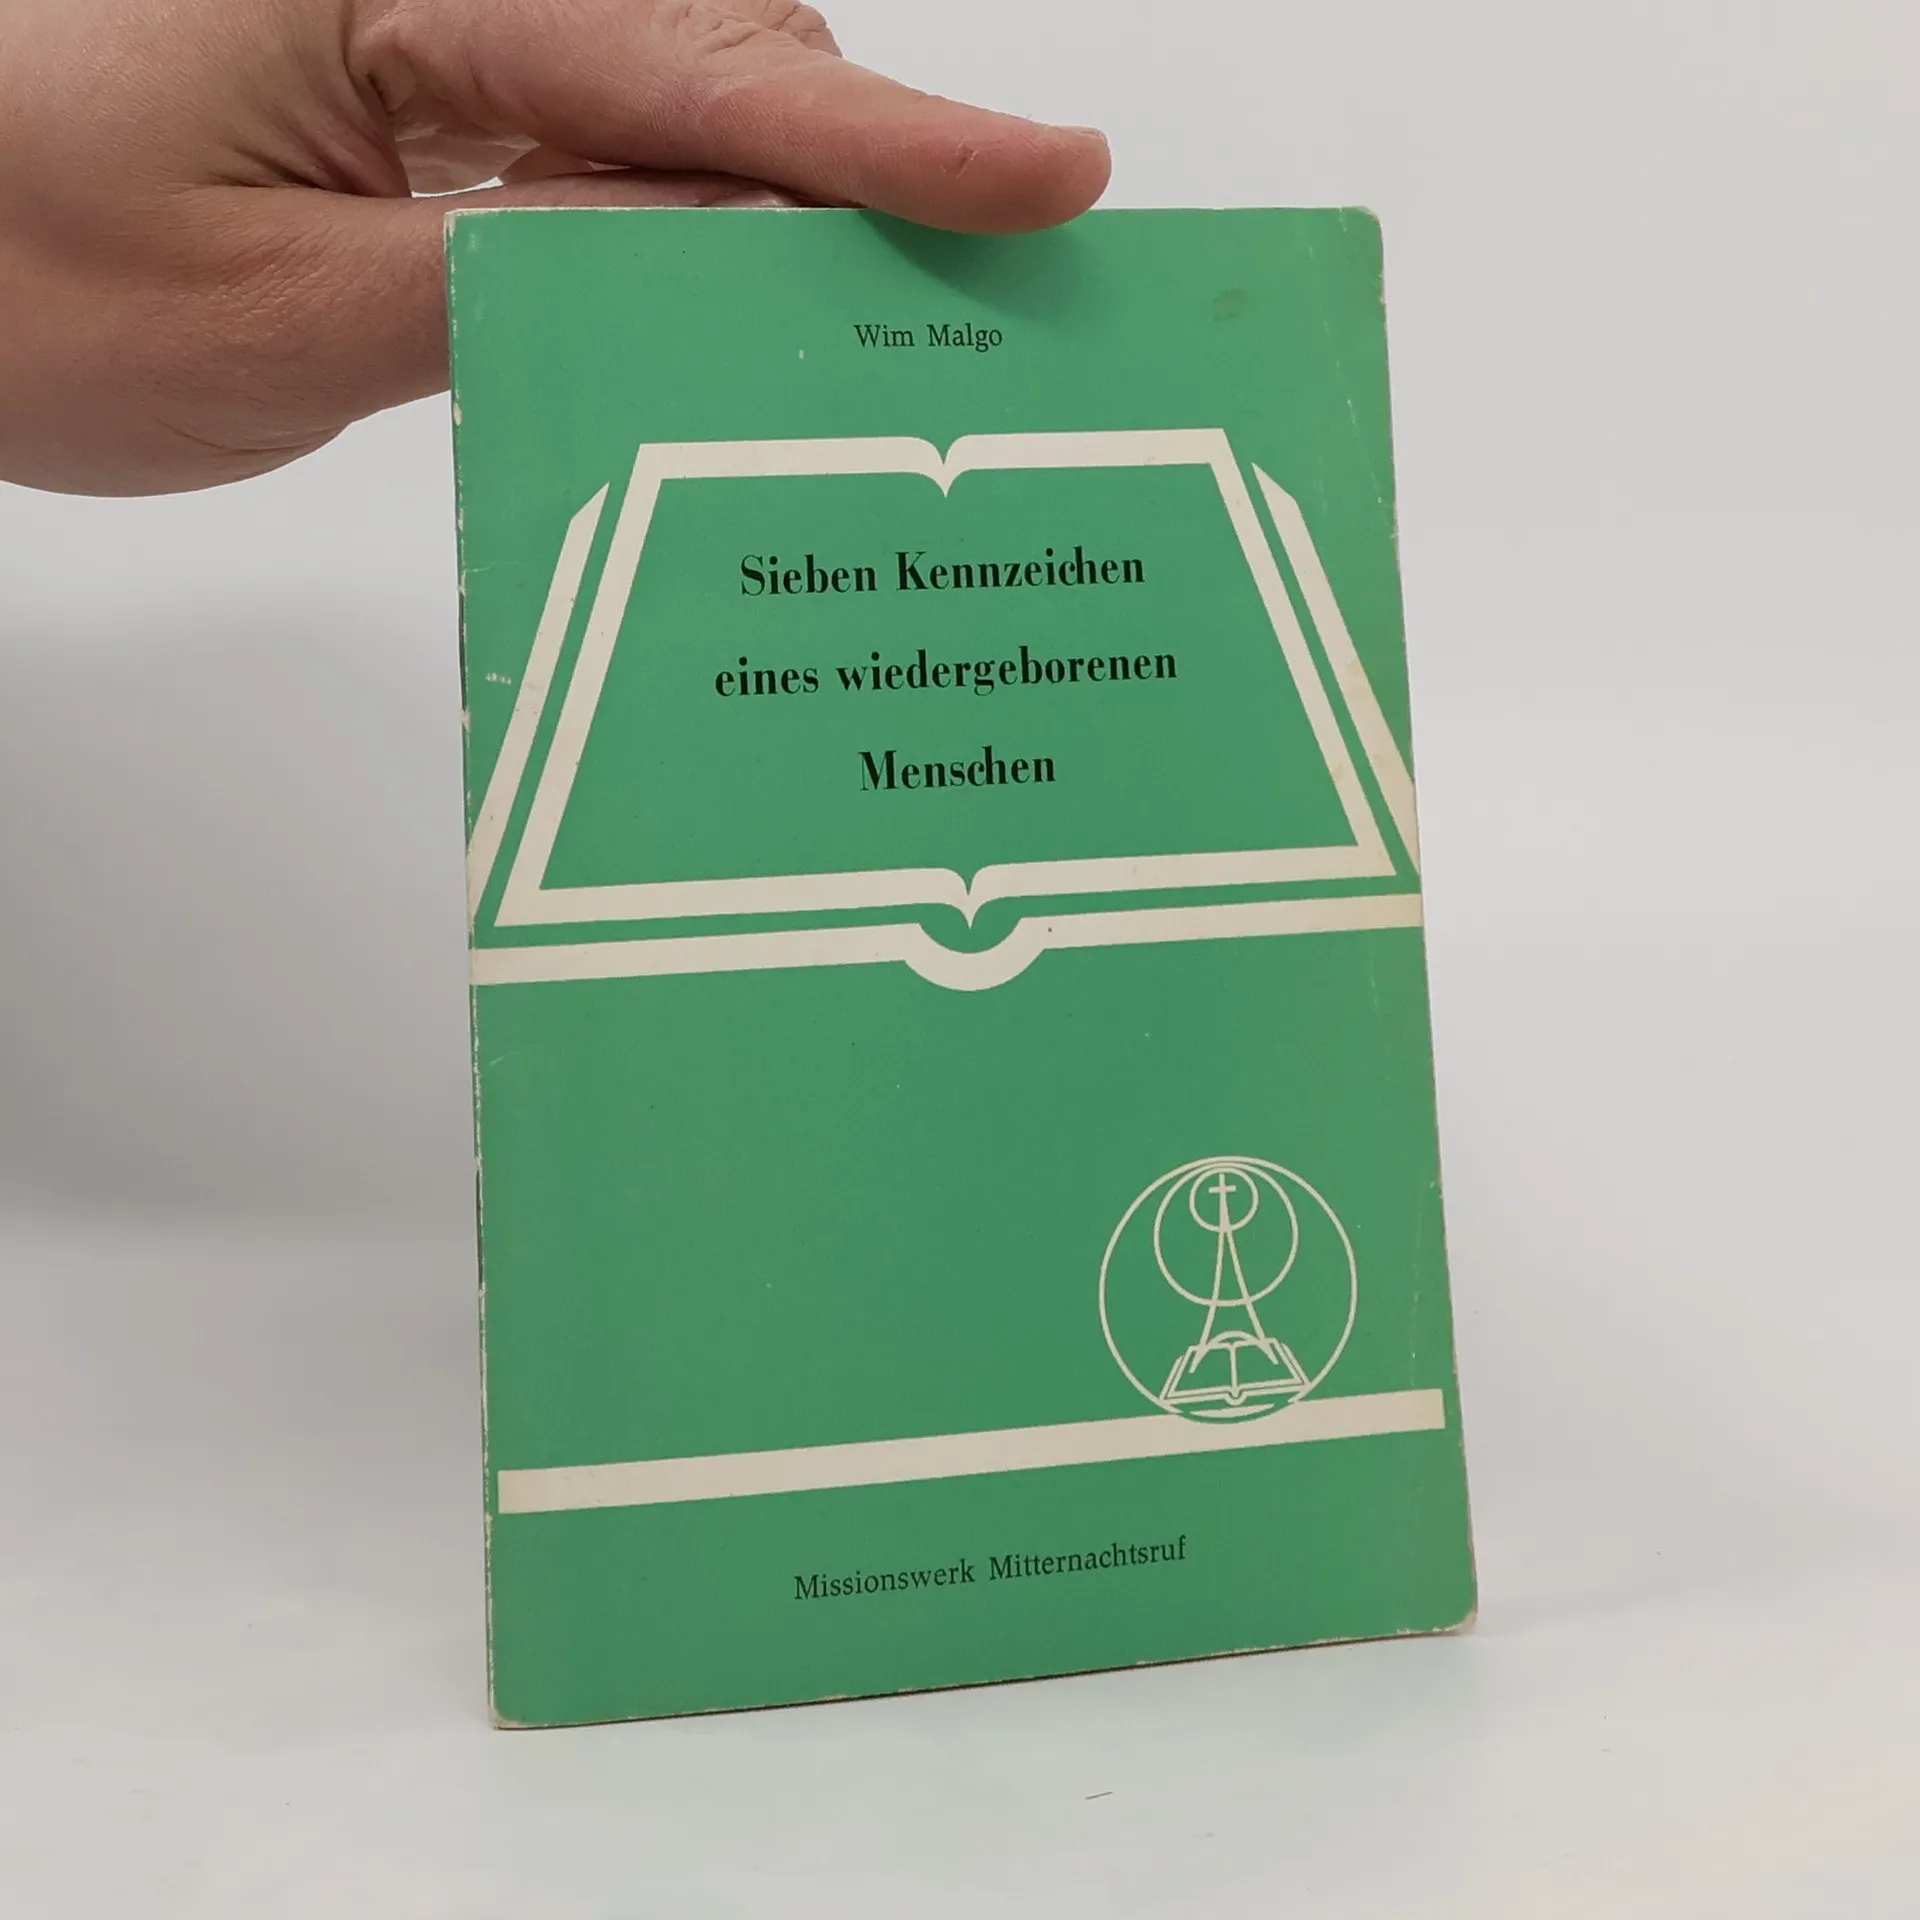 Wim Malgo
Sieben Kennzeichen
eines wiedergeborenen
Menschen
Missionswerk Mitternachtsruf